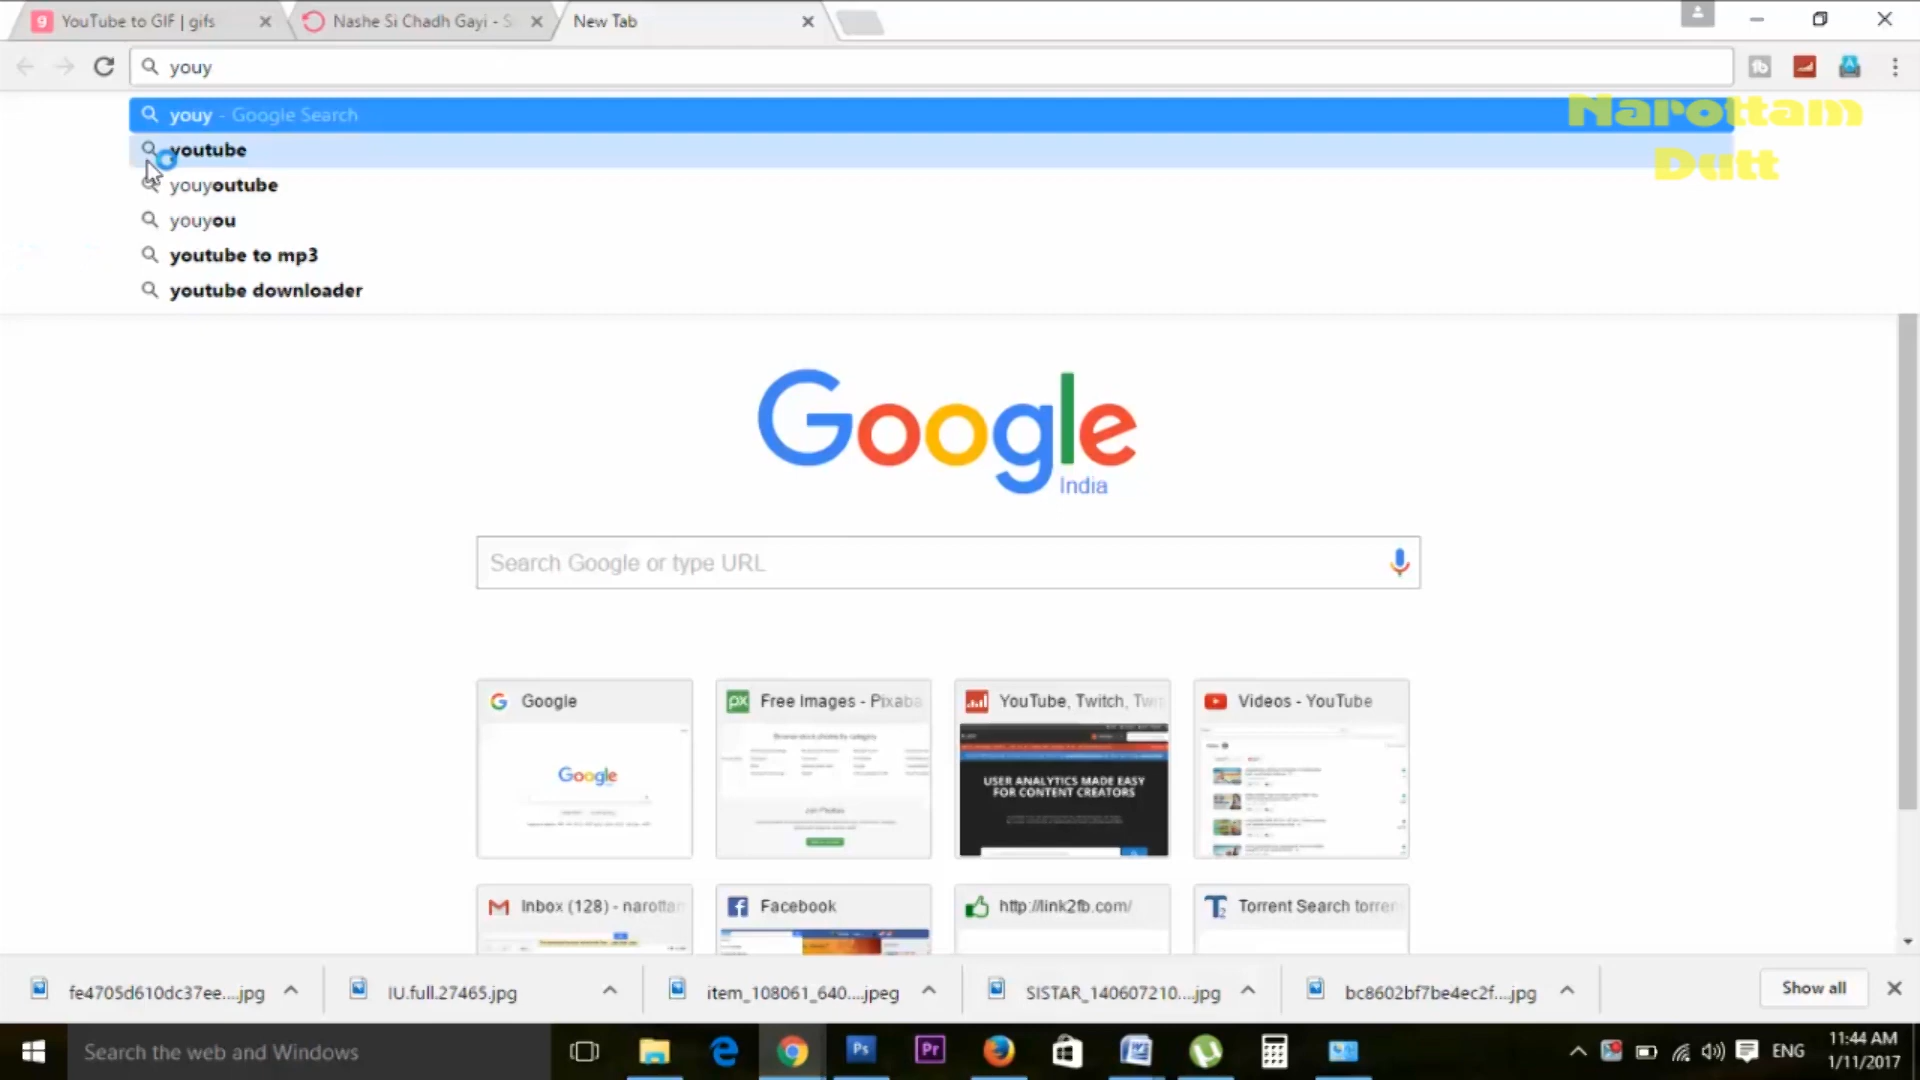 YouTube to GIF | gifs
Nashe Si Chadh Gayi - S
New Tab
youy
youy - Google Search
youtube
youyoutube
youyou
youtube to mp3
youtube downloader
Narottam
Dutt
Google
India
Search Google or type URL
Google
Free Images - Pixaba
YouTube, Twitch, Twi
Videos - YouTube
Google
USER ANALYTICS MADE EASY
FOR CONTENT CREATORS
Inbox (128) - narottam
Facebook
http://link2fb.com/
Torrent Search torren
fe4705d610dc37ee....jpg
IU.full.27465.jpg
item_108061_640....jpeg
SISTAR_140607210....jpg
bc8602bf7be4ec2f....jpg
Show all
Search the web and Windows
ENG
11:44 AM
1/11/2017